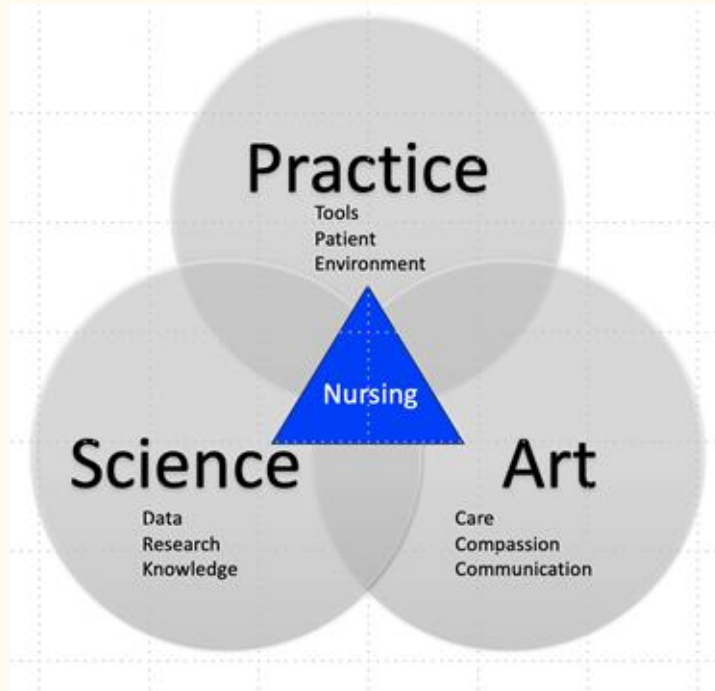 Practice
Tools
Patient
Environment
Nursing
Science
Data
Research
Knowledge
Art
Care
Compassion
Communication